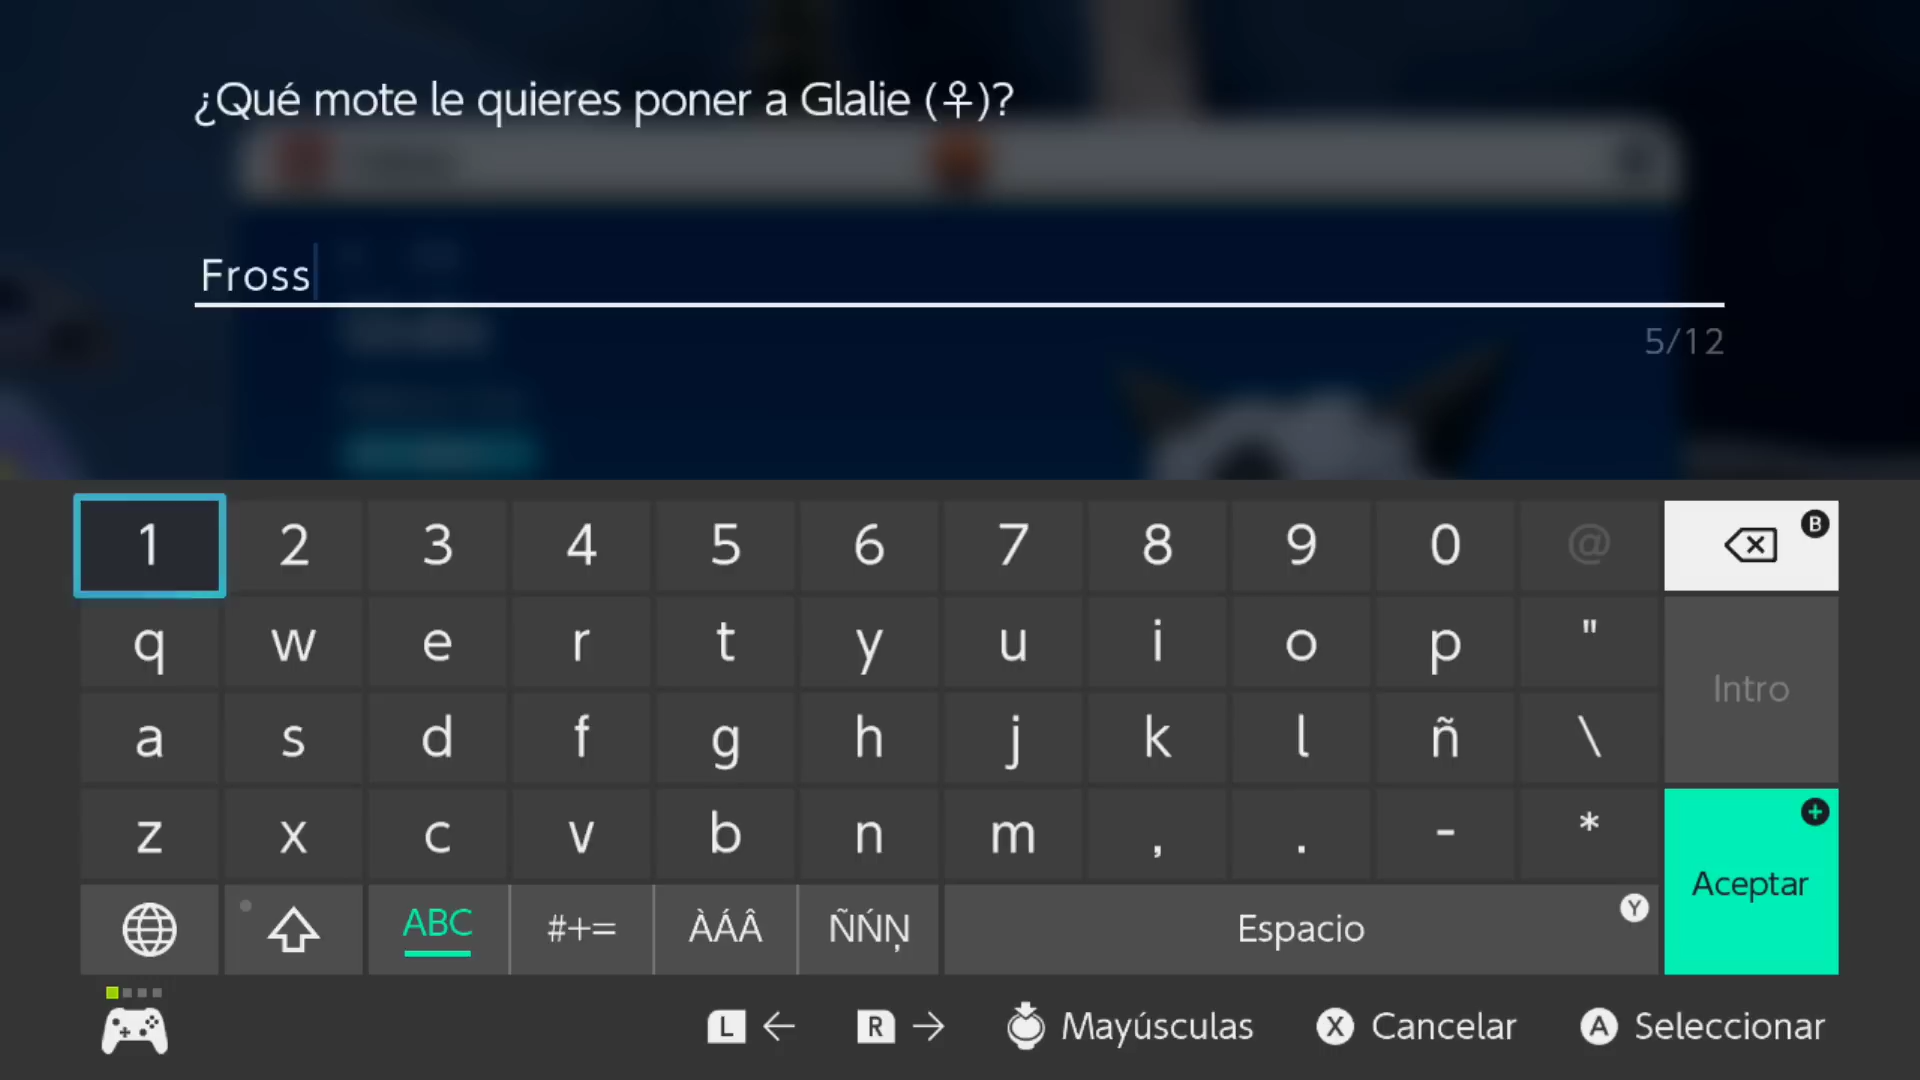 ¿Qué mote le quieres poner a Glalie (♀)?
Fross
5/12
1 2 3 4 5 6 7 8 9 0 @ B
q w e r t y u i o p "
Intro
a s d f g h j k l ñ \
z x c v b n m , . - *
+
Aceptar
ABC #+= ÀÁÂ ÑŃŅ Espacio Y
L ← R → Mayúsculas X Cancelar A Seleccionar